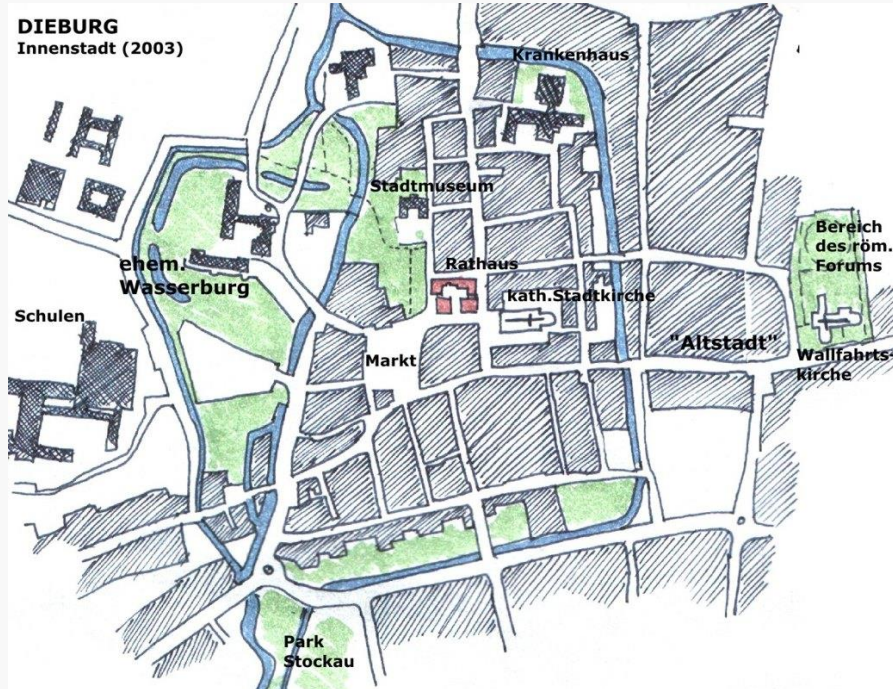 DIEBURG
Innenstadt (2003)
Krankenhaus
Stadtmuseum
Bereich
des röm.
Forums
ehem.
Wasserburg
Rathaus
kath.Stadtkirche
Schulen
"Altstadt"
Markt
Wallfahrts-
kirche
Park
Stockau